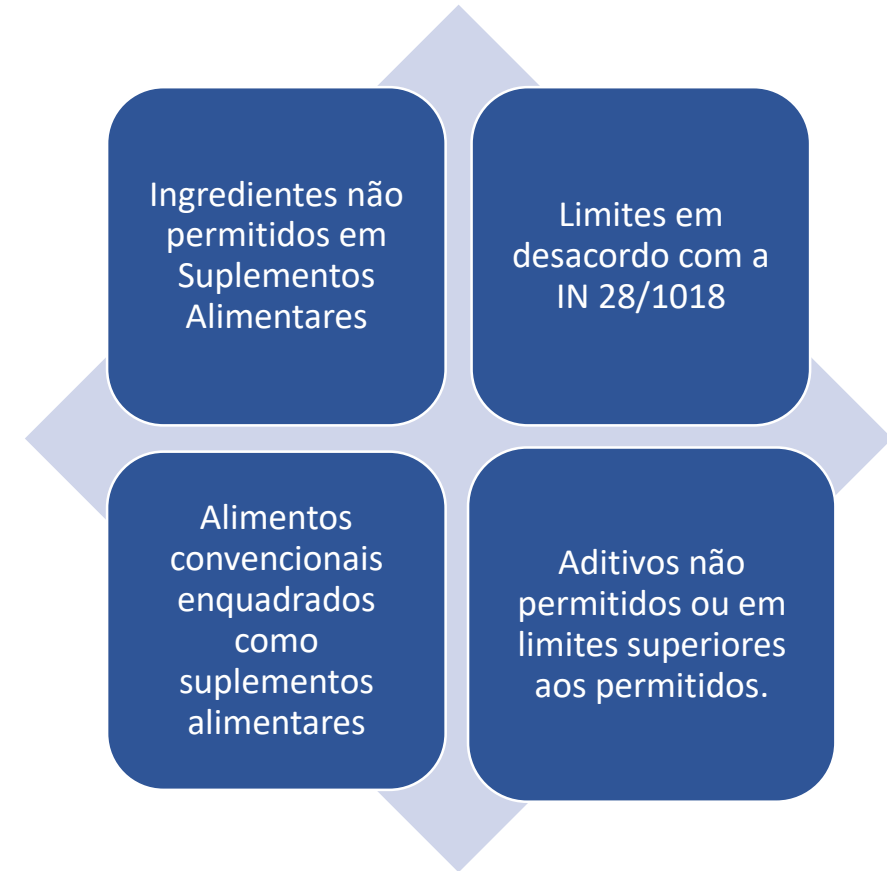 Ingredientes não
permitidos em
Suplementos
Alimentares
Limites em
desacordo com a
IN 28/1018
Alimentos
convencionais
enquadrados
como
suplementos
alimentares
Aditivos não
permitidos ou em
limites superiores
aos permitidos.